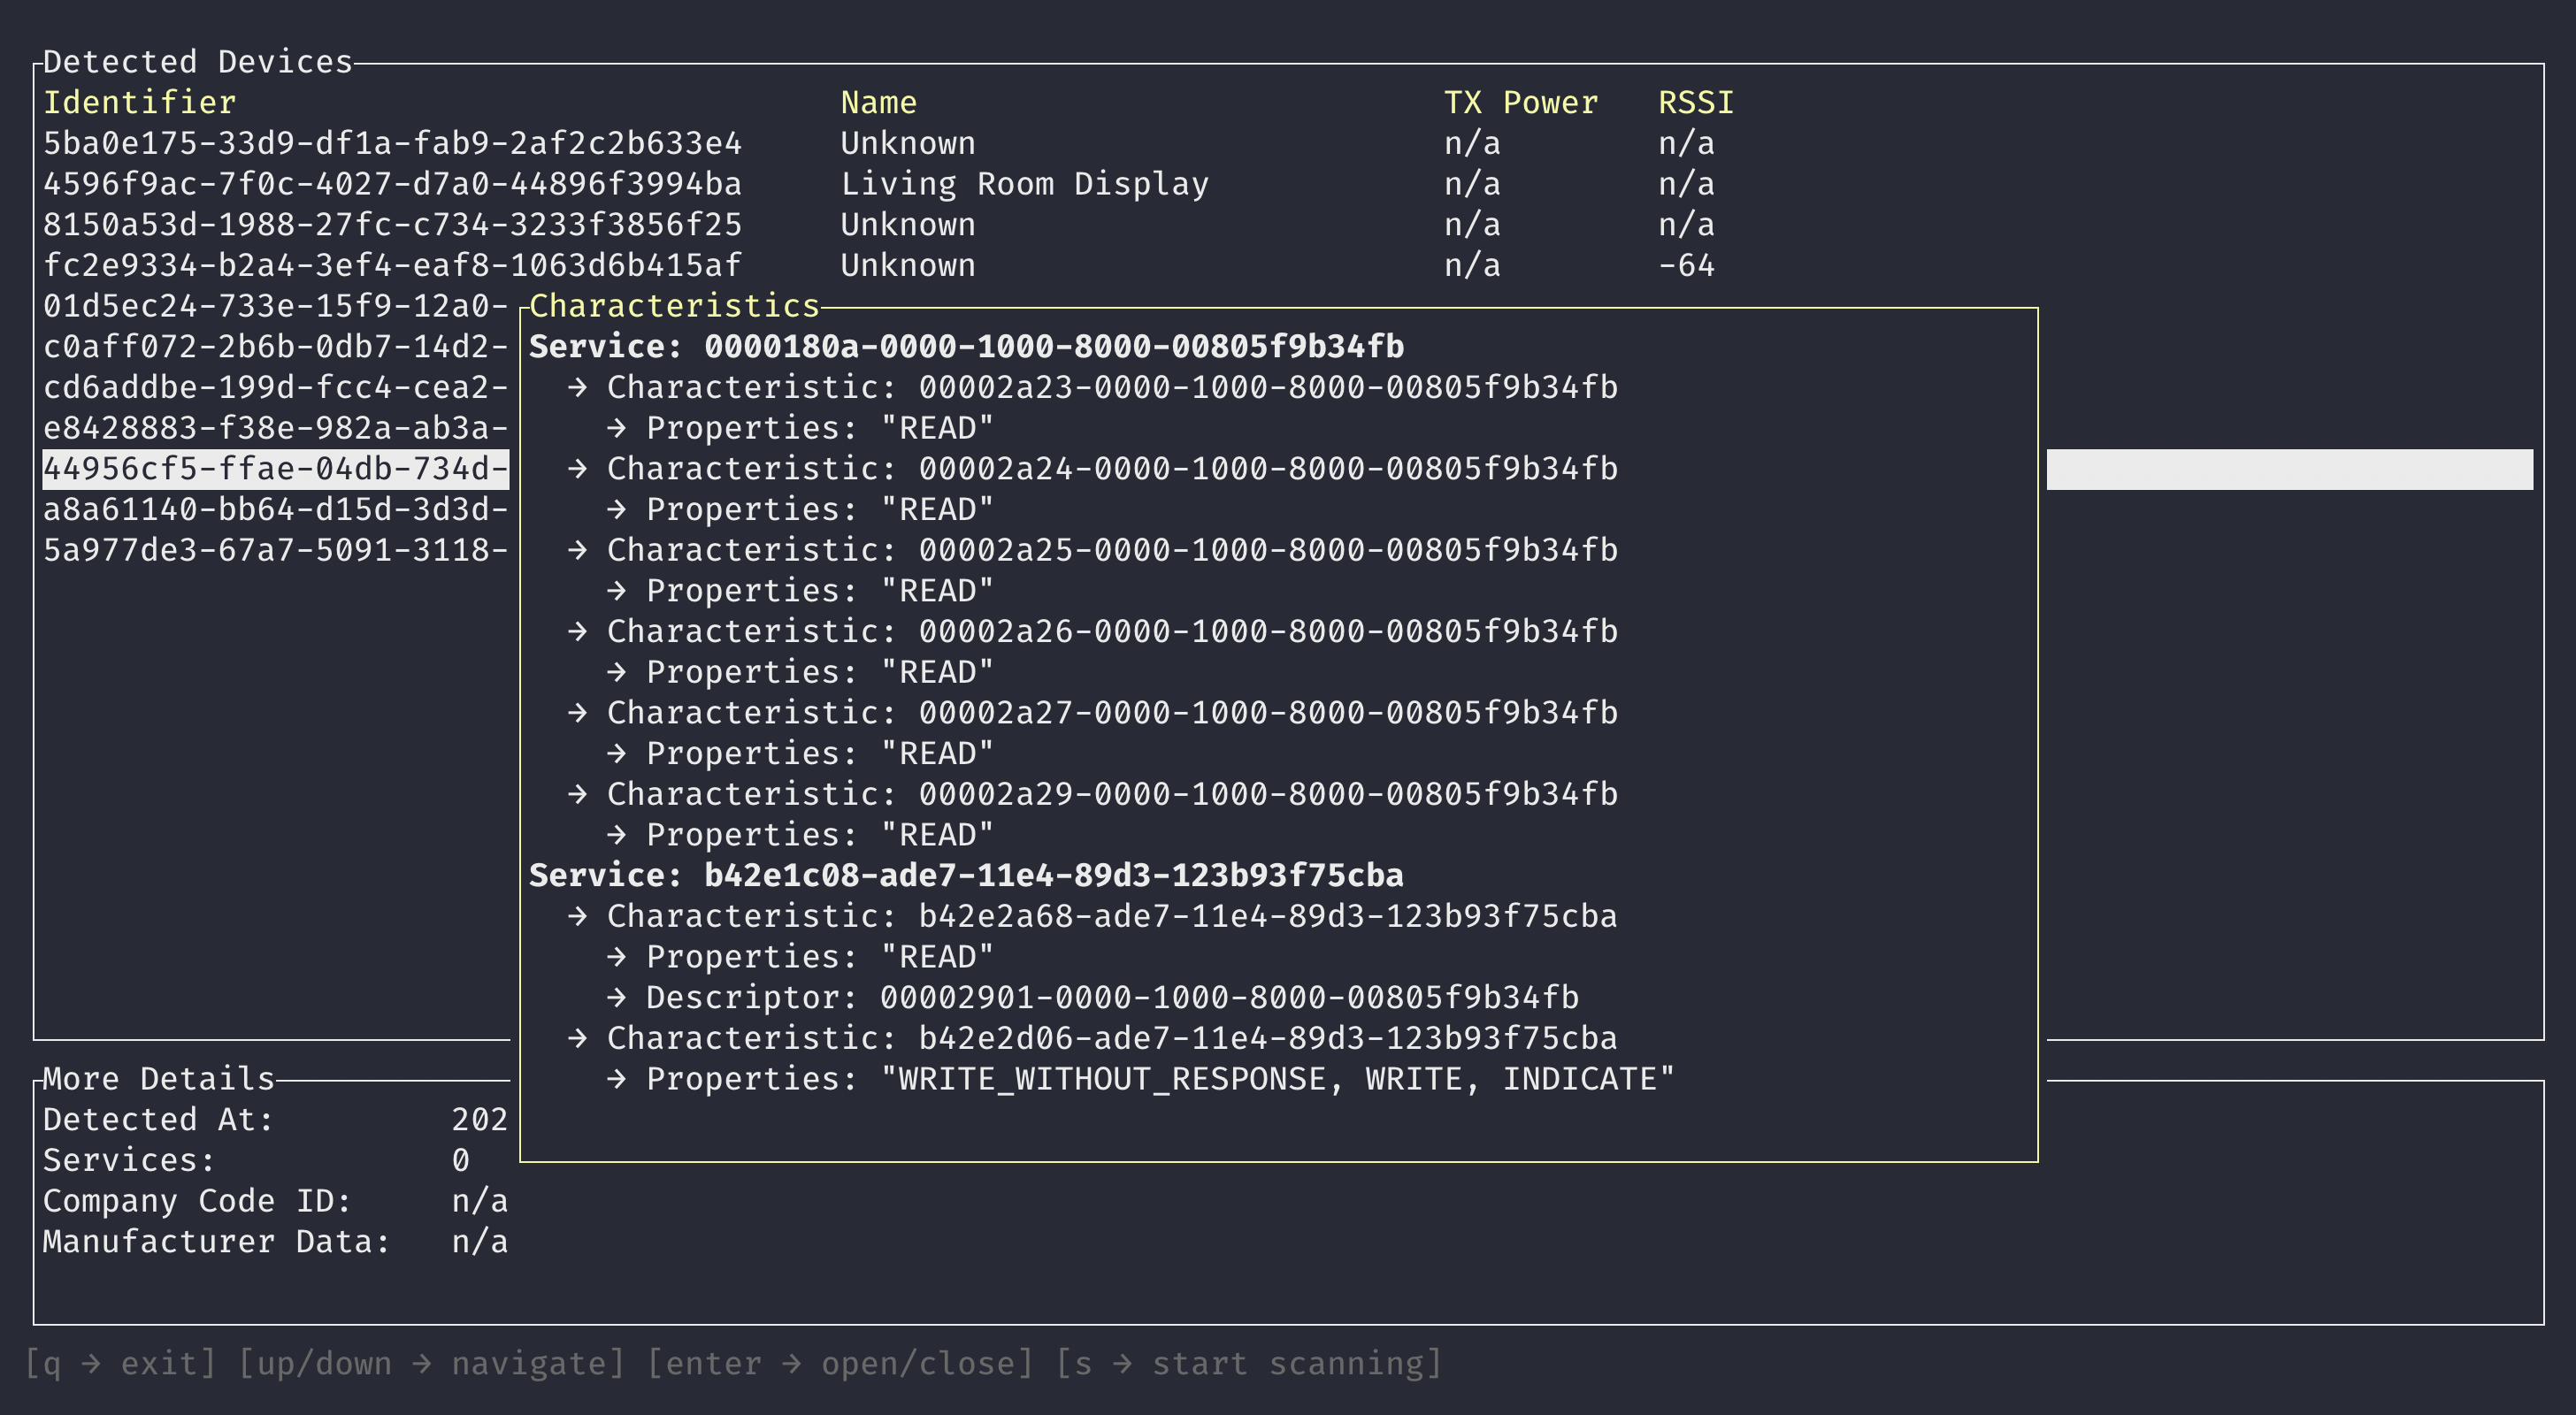 Detected Devices
Identifier Name TX Power RSSI
5ba0e175-33d9-df1a-fab9-2af2c2b633e4 Unknown n/a n/a
4596f9ac-7f0c-4027-d7a0-44896f3994ba Living Room Display n/a n/a
8150a53d-1988-27fc-c734-3233f3856f25 Unknown n/a n/a
fc2e9334-b2a4-3ef4-eaf8-1063d6b415af Unknown n/a -64
01d5ec24-733e-15f9-12a0-
c0aff072-2b6b-0db7-14d2-
cd6addbe-199d-fcc4-cea2-
e8428883-f38e-982a-ab3a-
44956cf5-ffae-04db-734d-
a8a61140-bb64-d15d-3d3d-
5a977de3-67a7-5091-3118-
Characteristics
Service: 0000180a-0000-1000-8000-00805f9b34fb
→ Characteristic: 00002a23-0000-1000-8000-00805f9b34fb
→ Properties: "READ"
→ Characteristic: 00002a24-0000-1000-8000-00805f9b34fb
→ Properties: "READ"
→ Characteristic: 00002a25-0000-1000-8000-00805f9b34fb
→ Properties: "READ"
→ Characteristic: 00002a26-0000-1000-8000-00805f9b34fb
→ Properties: "READ"
→ Characteristic: 00002a27-0000-1000-8000-00805f9b34fb
→ Properties: "READ"
→ Characteristic: 00002a29-0000-1000-8000-00805f9b34fb
→ Properties: "READ"
Service: b42e1c08-ade7-11e4-89d3-123b93f75cba
→ Characteristic: b42e2a68-ade7-11e4-89d3-123b93f75cba
→ Properties: "READ"
→ Descriptor: 00002901-0000-1000-8000-00805f9b34fb
→ Characteristic: b42e2d06-ade7-11e4-89d3-123b93f75cba
→ Properties: "WRITE_WITHOUT_RESPONSE, WRITE, INDICATE"
More Details
Detected At: 202
Services: 0
Company Code ID: n/a
Manufacturer Data: n/a
[q → exit] [up/down → navigate] [enter → open/close] [s → start scanning]